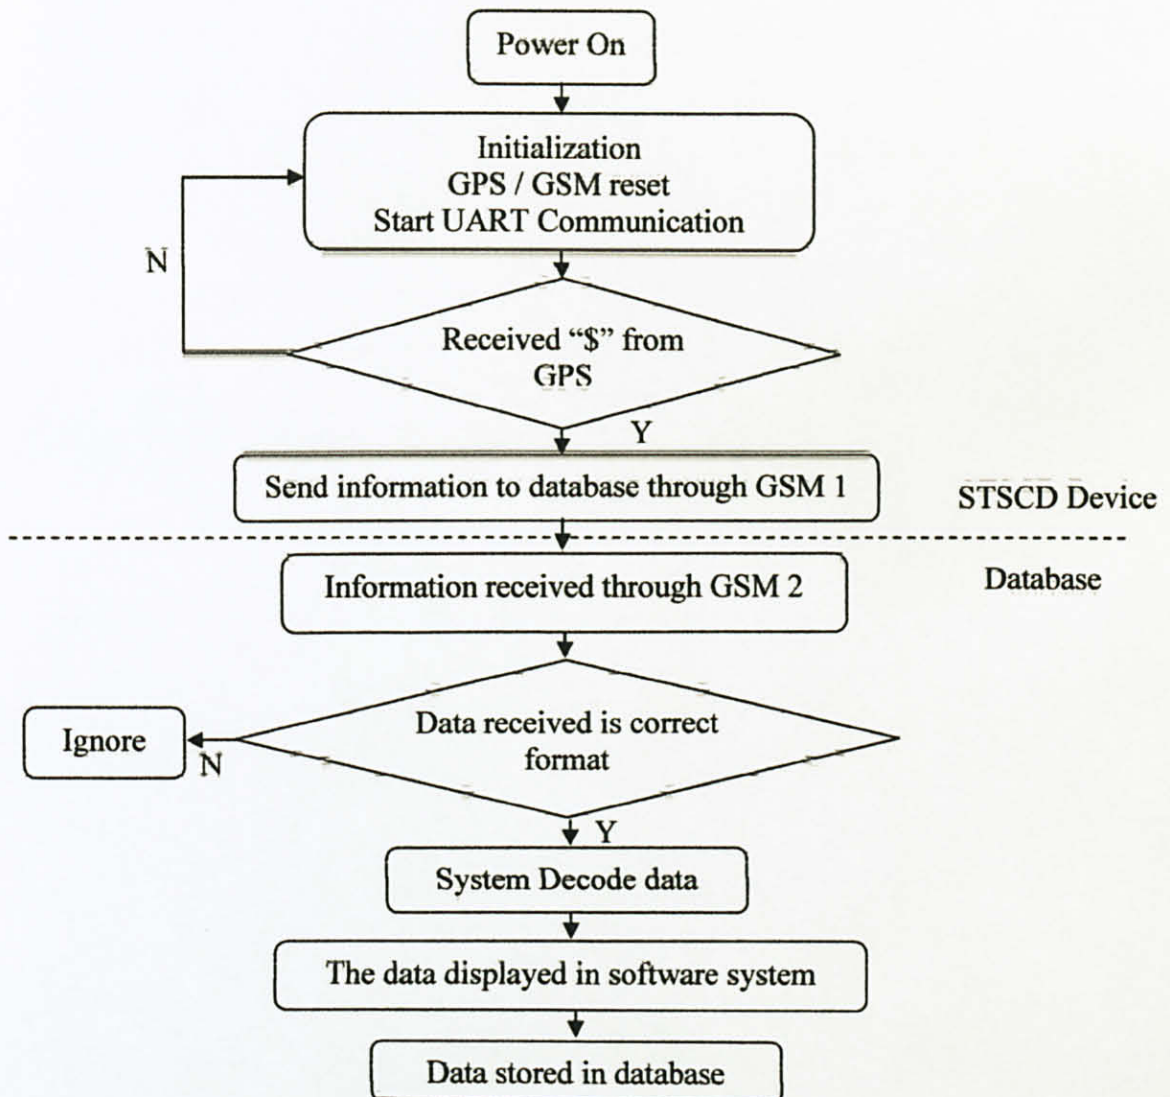 Power On
Initialization
GPS / GSM reset
Start UART Communication
N
Received “$” from
GPS
Y
Send information to database through GSM 1
STSCD Device
Information received through GSM 2
Database
Data received is correct
format
Ignore
N
Y
System Decode data
The data displayed in software system
Data stored in database